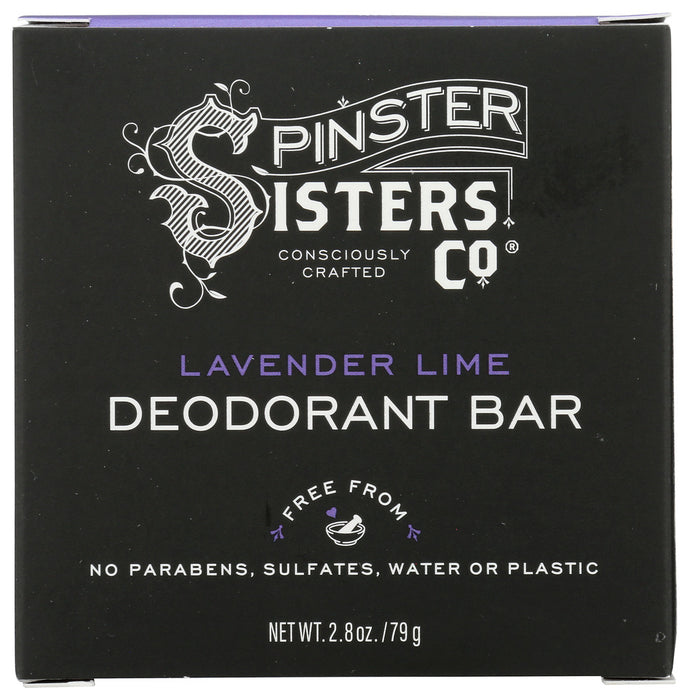 SPINSTER
SISTERS
CO®
CONSCIOUSLY
CRAFTED
LAVENDER LIME
DEODORANT BAR
FREE FROM
NO PARABENS, SULFATES, WATER OR PLASTIC
NET WT. 2.8 oz. / 79 g